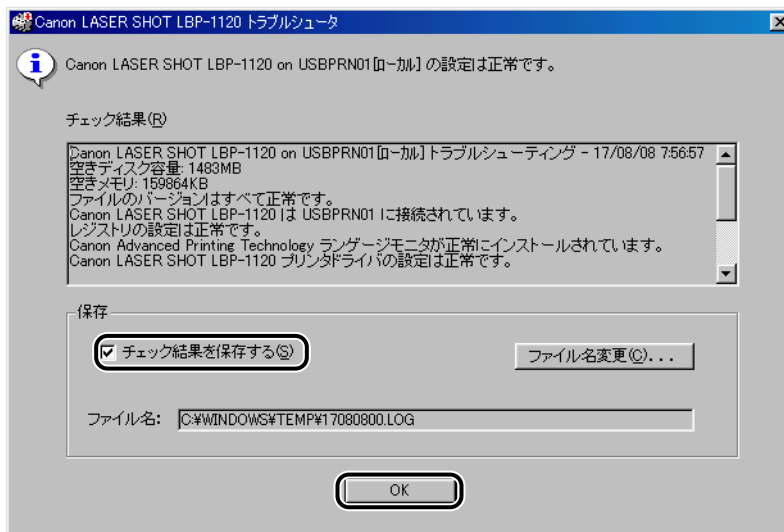 Canon LASER SHOT LBP-1120 トラブルシュータ
Canon LASER SHOT LBP-1120 on USBPRN01[ローカル] の設定は正常です。
チェック結果(R)
Canon LASER SHOT LBP-1120 on USBPRN01[ローカル] トラブルシューティング - 17/08/08 7:56:57
空きディスク容量: 1483MB
空きメモリ: 159864KB
ファイルのバージョンはすべて正常です。
Canon LASER SHOT LBP-1120 は USBPRN01 に接続されています。
レジストリの設定は正常です。
Canon Advanced Printing Technology ランゲージモニタが正常にインストールされています。
Canon LASER SHOT LBP-1120 プリンタドライバの設定は正常です。
保存
チェック結果を保存する(S)
ファイル名変更(C)...
ファイル名: C:¥WINDOWS¥TEMP¥17080800.LOG
OK